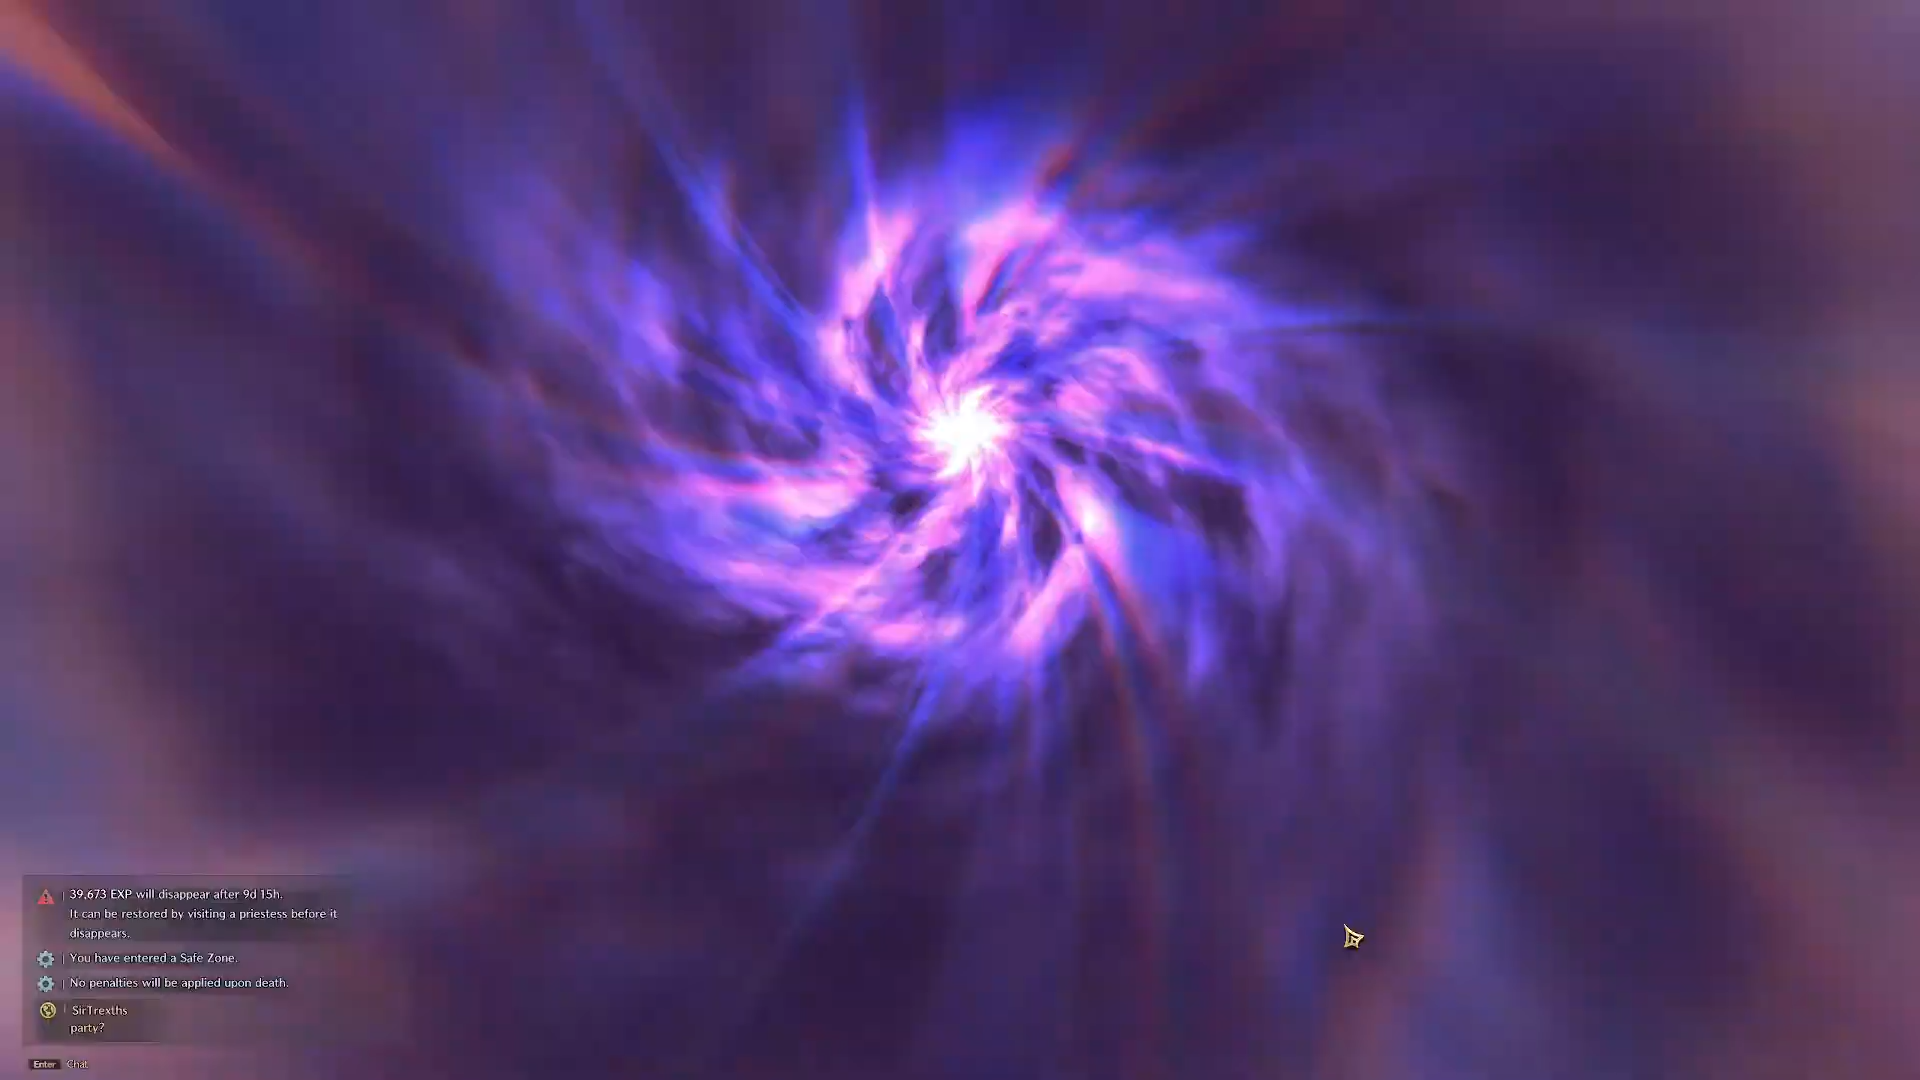 39,673 EXP will disappear after 9d 15h.
It can be restored by visiting a priestess before it
disappears.
You have entered a Safe Zone.
No penalties will be applied upon death.
SirTrexths
party?
Enter Chat